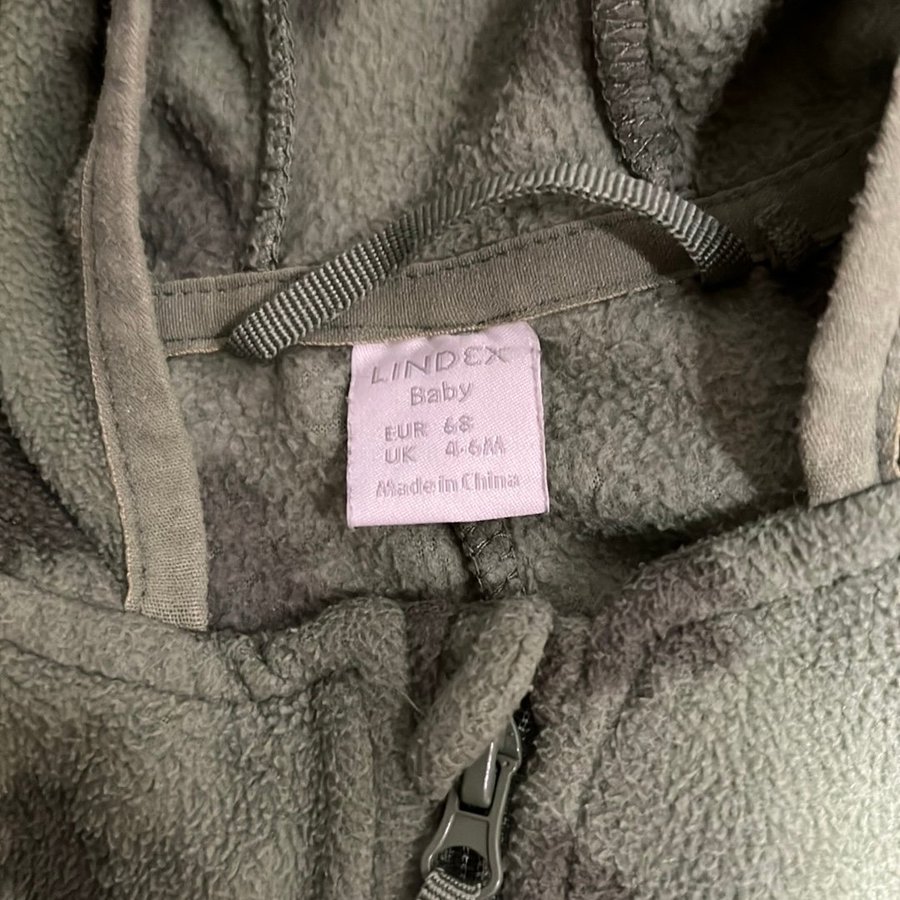 LINDEX
Baby
EUR 68
UK 4-6M
Made in China